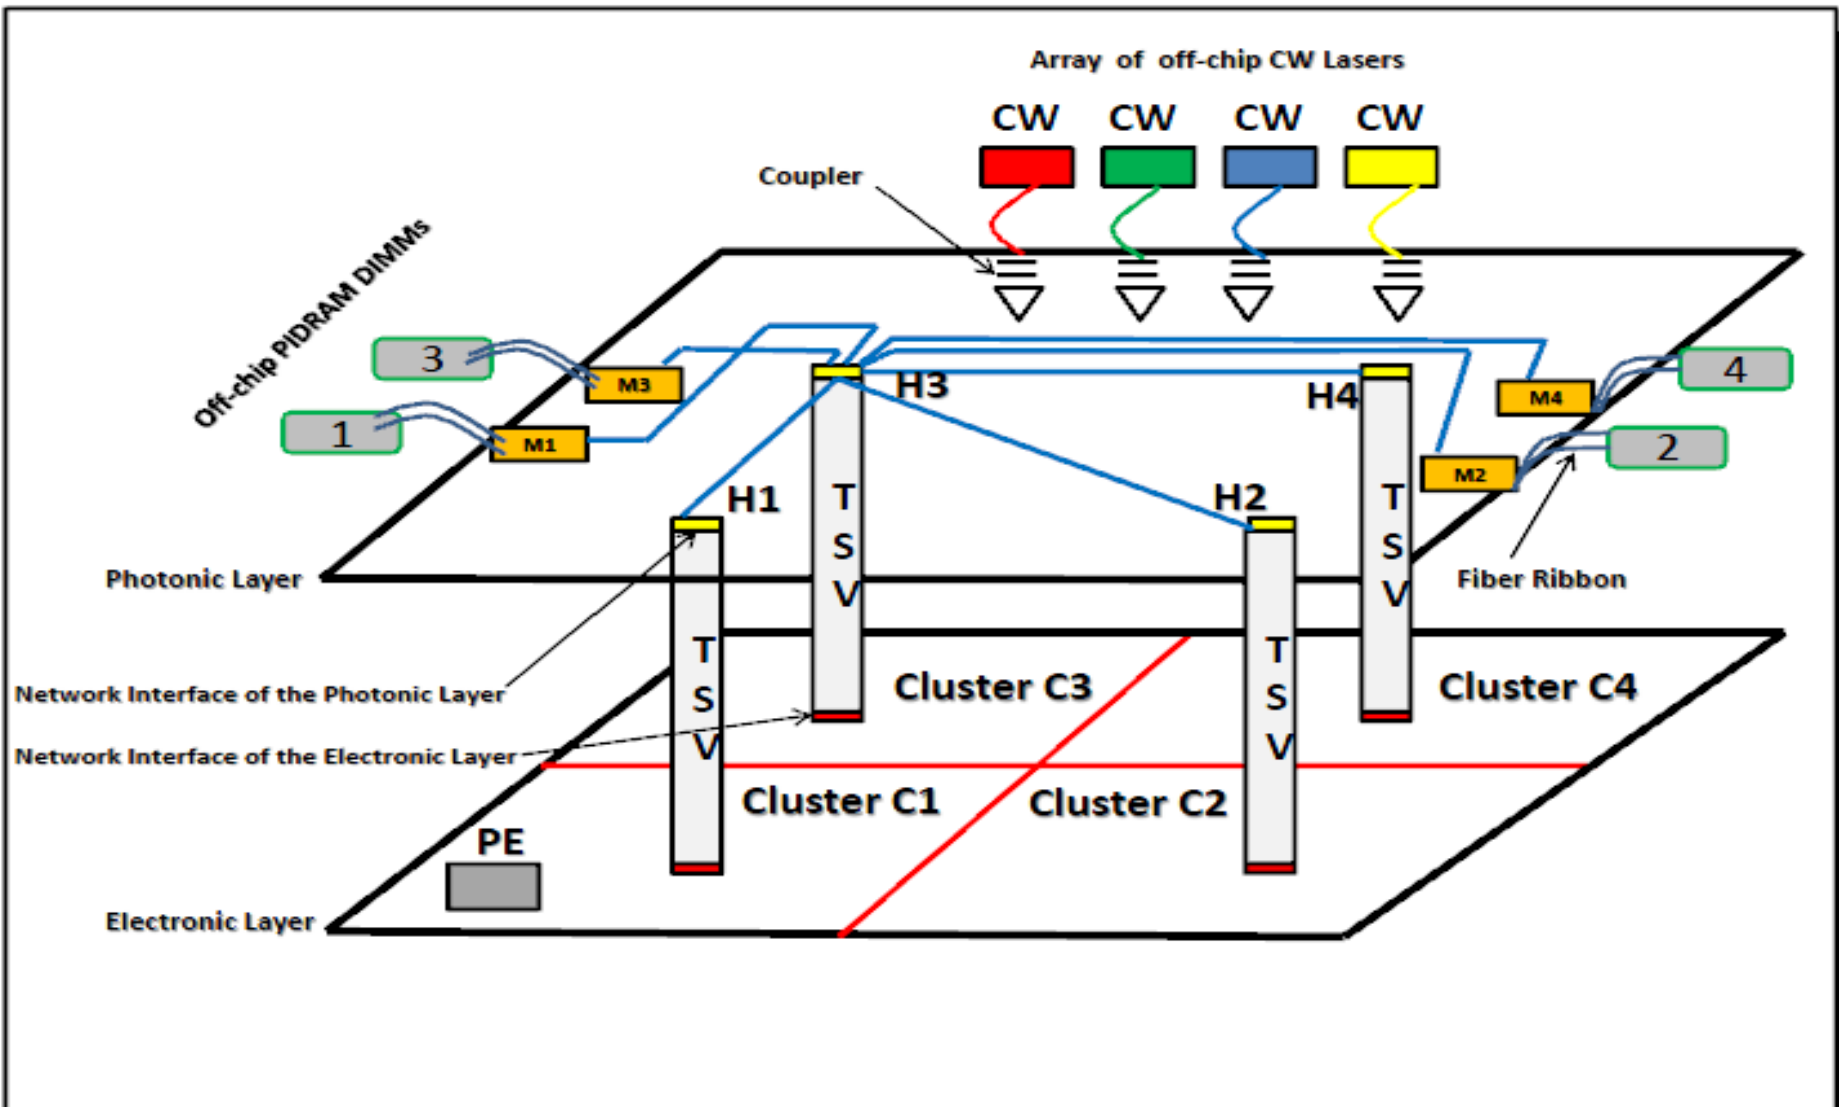 Array of off-chip CW Lasers
CW CW CW CW
Coupler
Off-chip PIDRAM DIMMs
3
M3
H3
H4
M4
4
1
M1
M2
2
H1
H2
T
S
V
T
S
V
Photonic Layer
Fiber Ribbon
T
S
V
T
S
V
Network Interface of the Photonic Layer
Cluster C3
Cluster C4
Network Interface of the Electronic Layer
Cluster C1
Cluster C2
PE
Electronic Layer